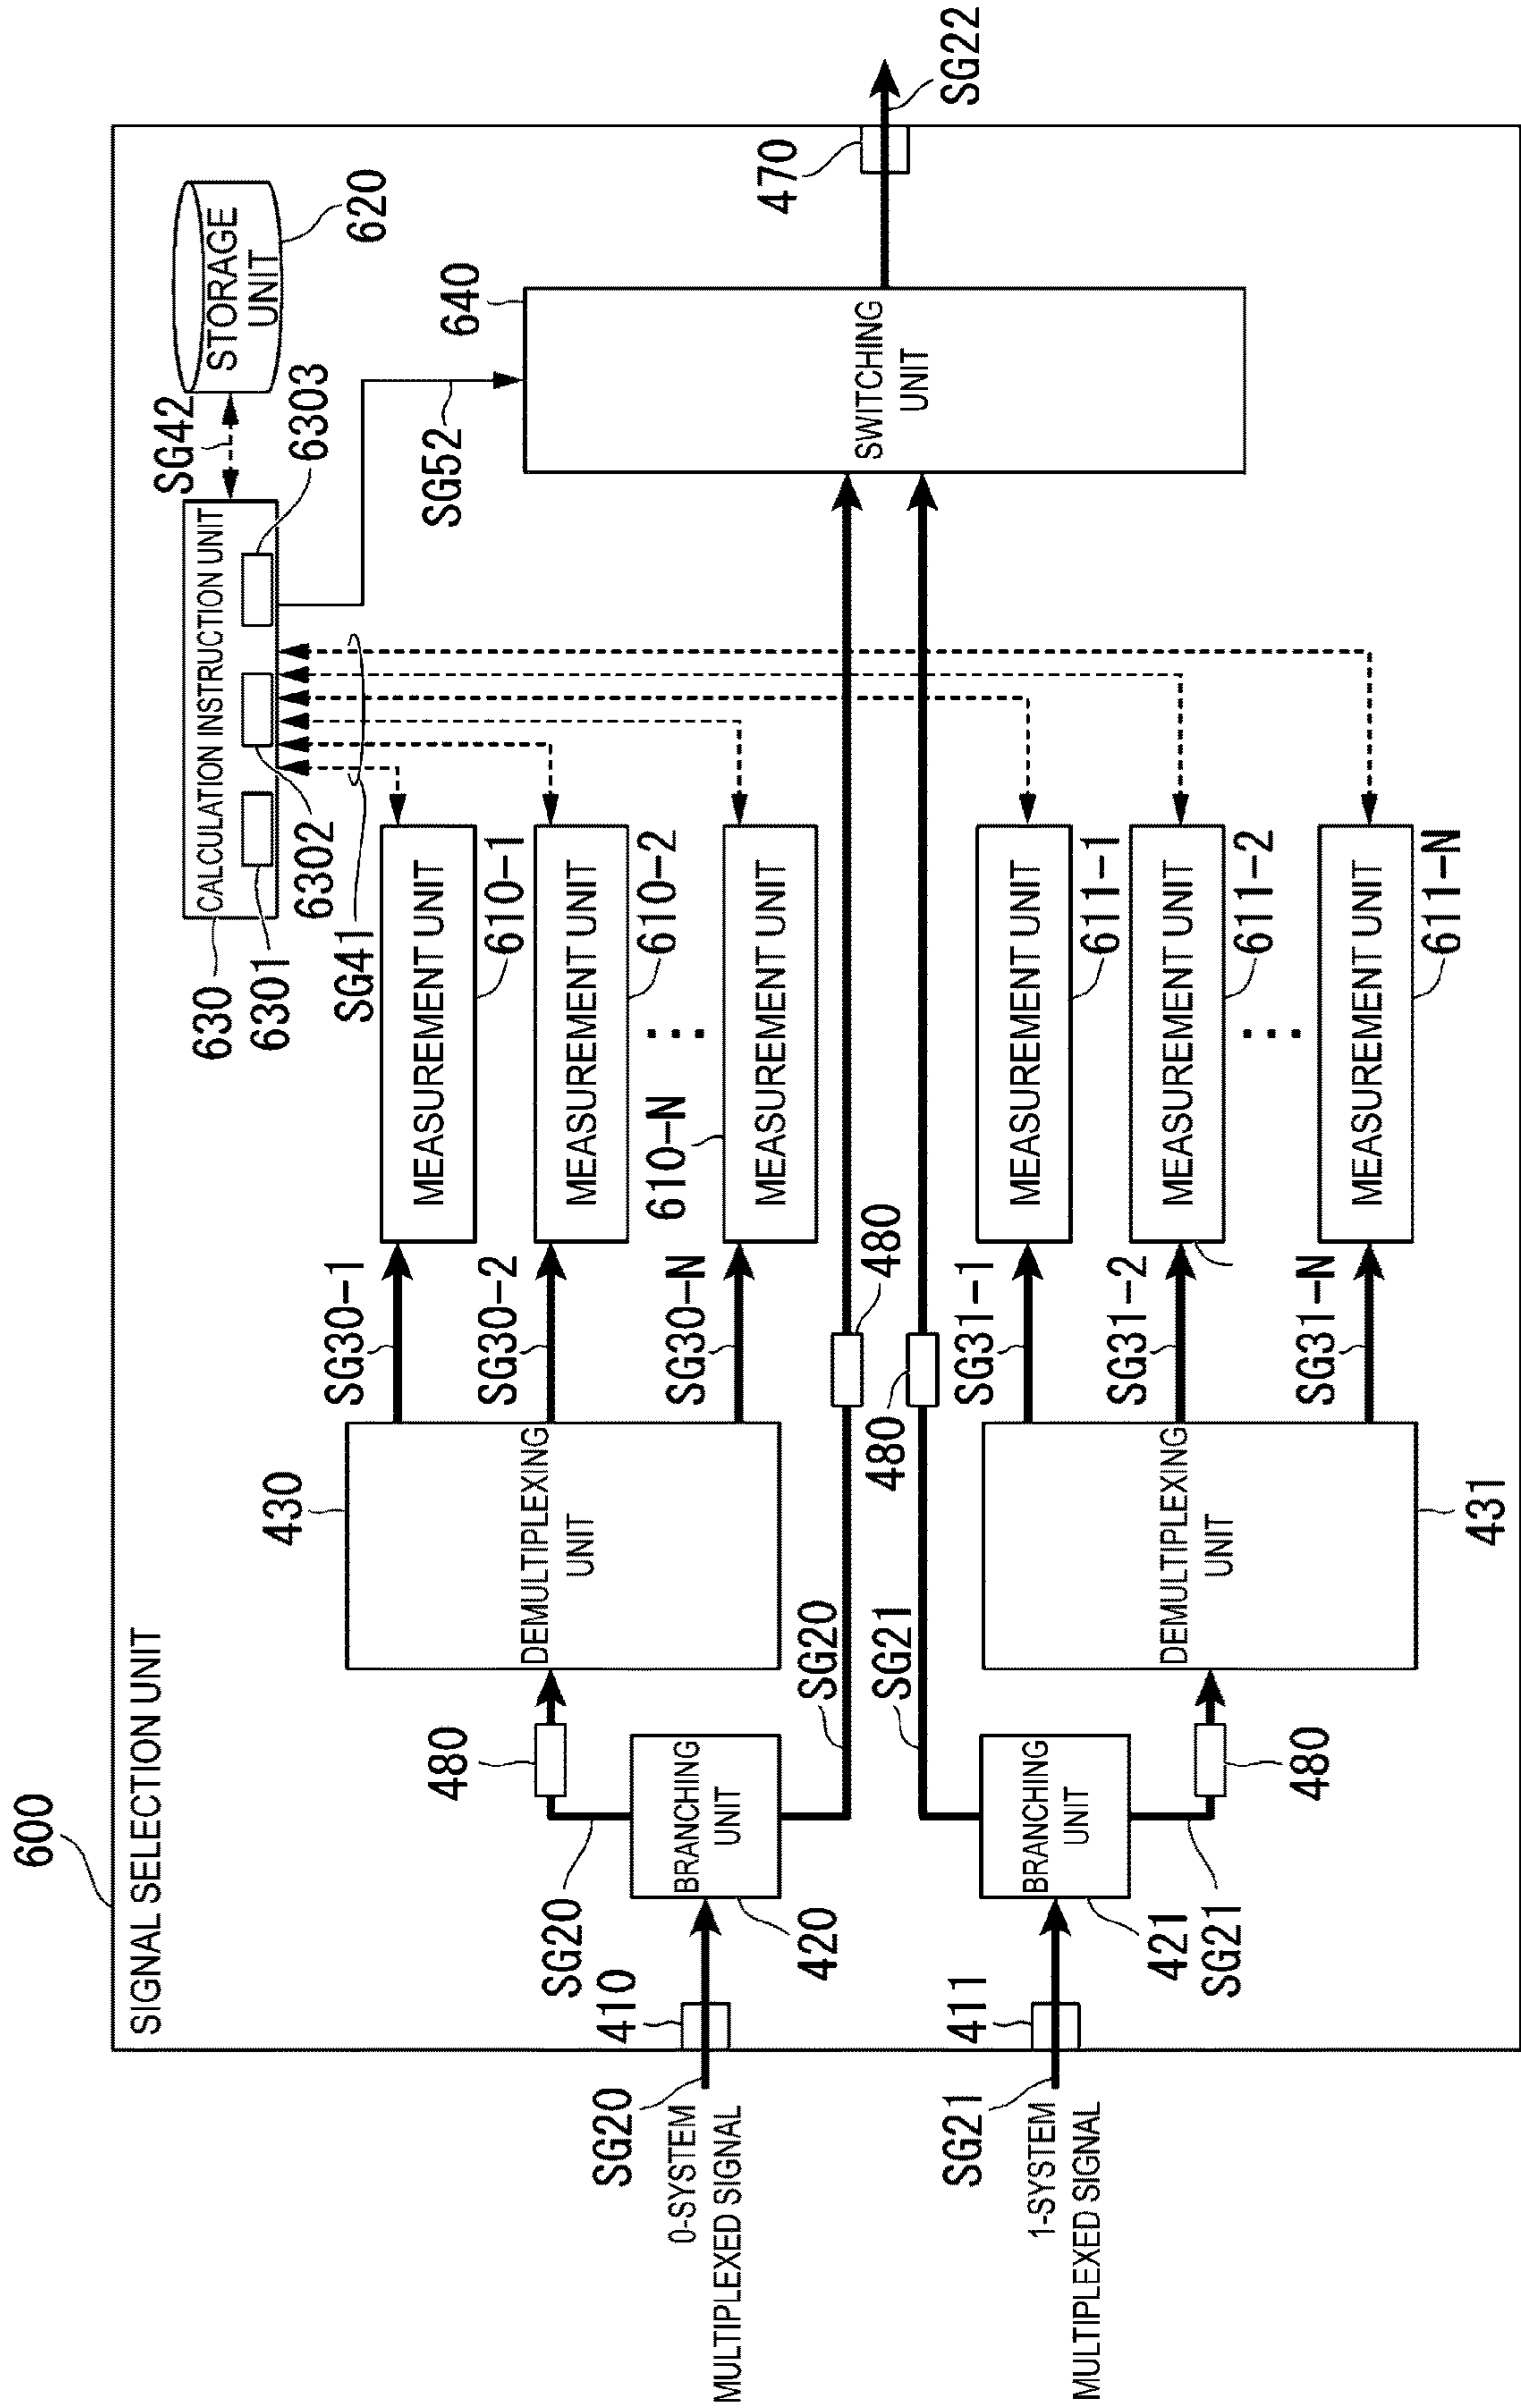 600
SIGNAL SELECTION UNIT
STORAGE
UNIT
620
SG42
CALCULATION INSTRUCTION UNIT
630
6301
6302
6303
SG41
SG52
640
SWITCHING
UNIT
470
SG22
430
DEMULTIPLEXING
UNIT
SG30-1
MEASUREMENT UNIT
610-1
SG30-2
MEASUREMENT UNIT
610-2
⋮
610-N
SG30-N
MEASUREMENT UNIT
480
SG20
BRANCHING
UNIT
420
410
SG20
0-SYSTEM
MULTIPLEXED SIGNAL
SG20
480
SG21
480
411
SG21
1-SYSTEM
MULTIPLEXED SIGNAL
BRANCHING
UNIT
421
SG21
480
DEMULTIPLEXING
UNIT
431
SG31-1
MEASUREMENT UNIT
611-1
SG31-2
MEASUREMENT UNIT
611-2
⋮
SG31-N
MEASUREMENT UNIT
611-N